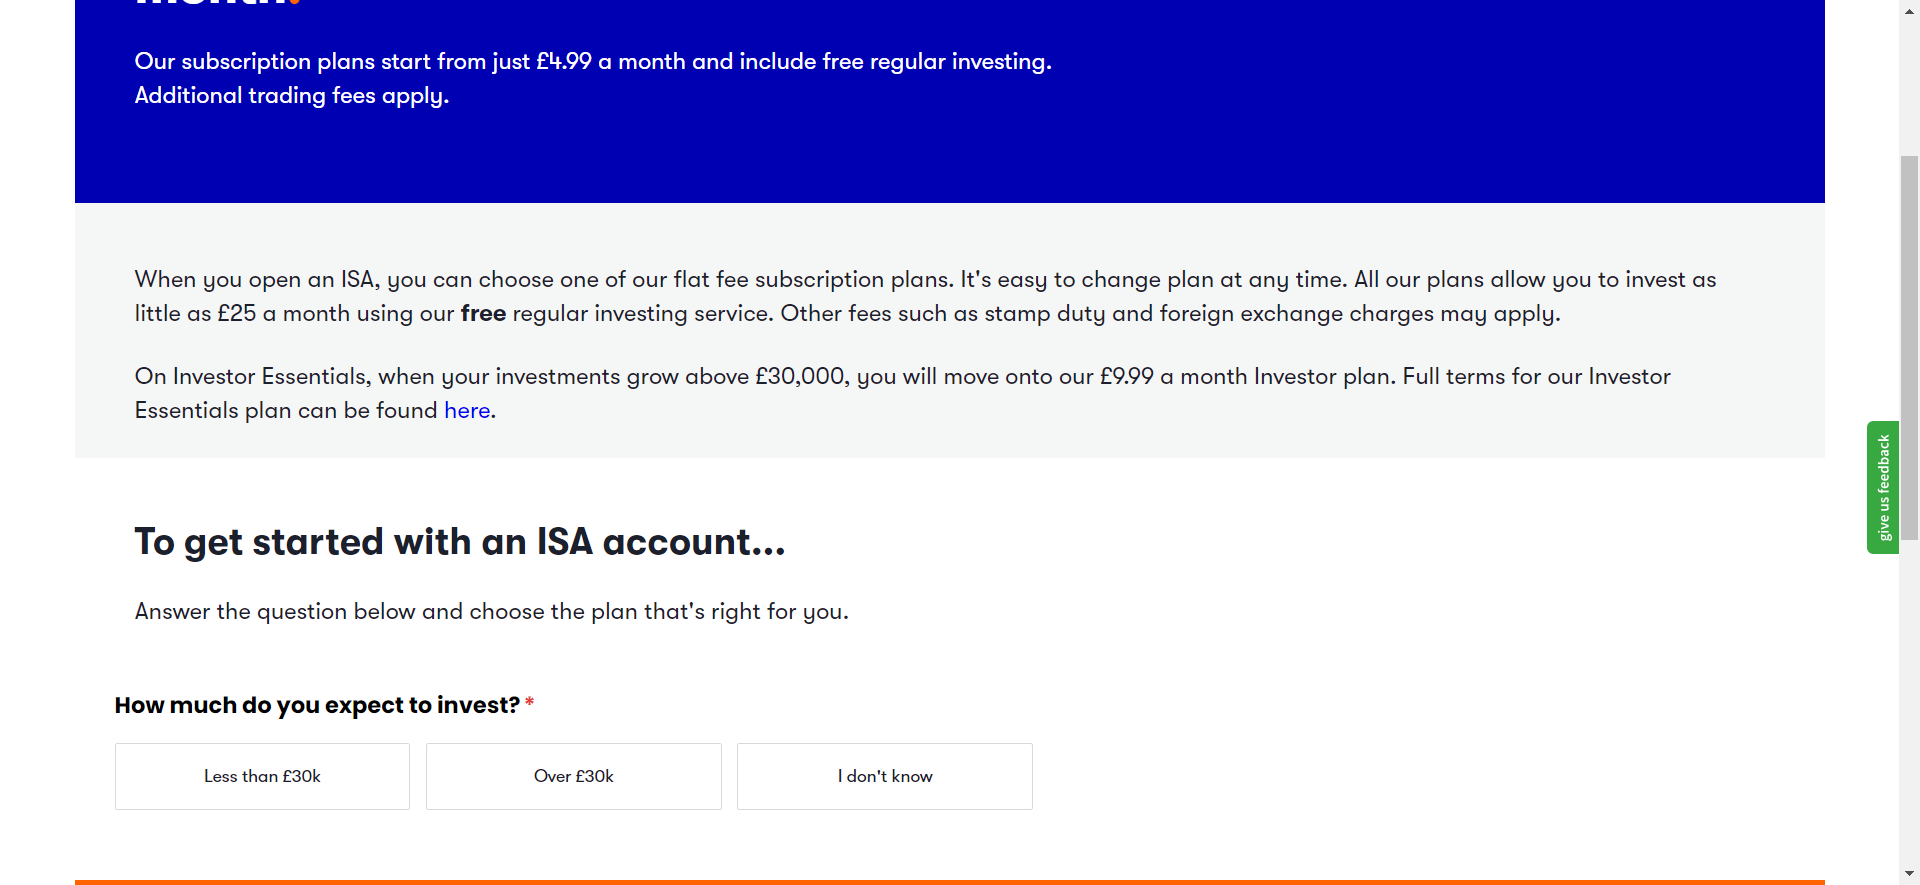 Our subscription plans start from just £4.99 a month and include free regular investing.
Additional trading fees apply.
When you open an ISA, you can choose one of our flat fee subscription plans. It's easy to change plan at any time. All our plans allow you to invest as
little as £25 a month using our free regular investing service. Other fees such as stamp duty and foreign exchange charges may apply.
On Investor Essentials, when your investments grow above £30,000, you will move onto our £9.99 a month Investor plan. Full terms for our Investor
Essentials plan can be found here.
give us feedback
To get started with an ISA account...
Answer the question below and choose the plan that's right for you.
How much do you expect to invest? *
Less than £30k
Over £30k
I don't know